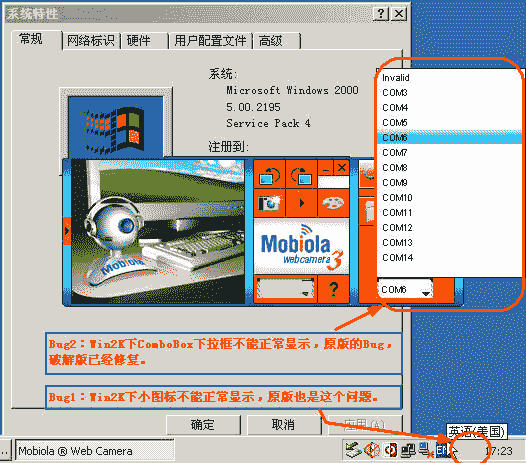 系统特性
常规 网络标识 硬件 用户配置文件 高级
系统:
Microsoft Windows 2000
5.00.2195
Service Pack 4
注册到:
Invalid
COM3
COM4
COM5
COM6
COM7
COM8
COM9
COM10
COM11
COM12
COM13
COM14
COM6
Mobiola
webcamera 3
Mobiola
?
Bug2：Win2K下ComboBox下拉框不能正常显示，原版的Bug，
破解版已经修复。
Bug1：Win2K下小图标不能正常显示，原版也是这个问题。
确定 取消 应用(A)
英语(美国)
Mobiola ® Web Camera
En
17:23